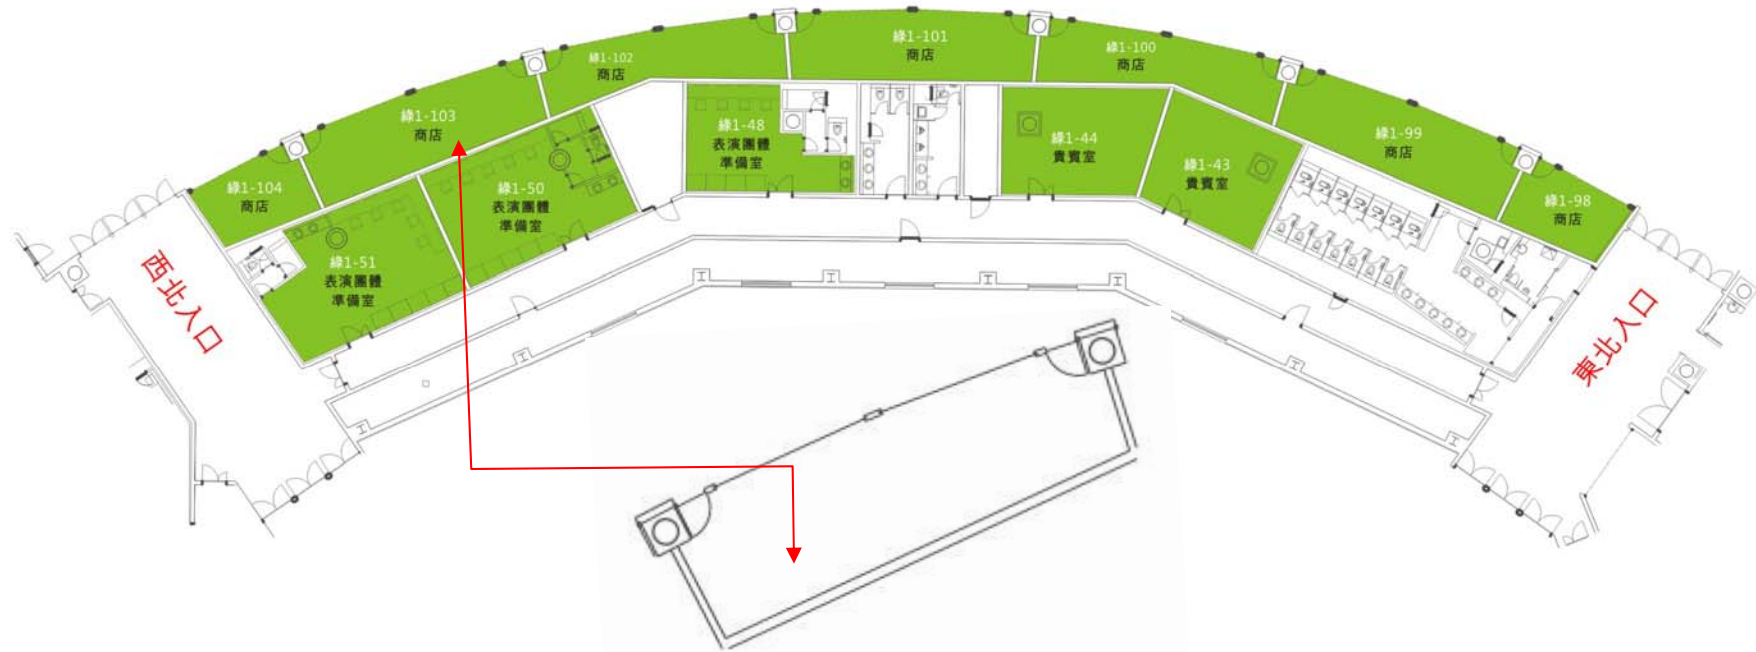 綠1-101
商店
綠1-102
商店
綠1-100
商店
綠1-103
商店
綠1-48
表演團體
準備室
綠1-44
貴賓室
綠1-99
商店
綠1-43
貴賓室
綠1-104
商店
綠1-50
表演團體
準備室
綠1-98
商店
綠1-51
表演團體
準備室
西北入口
東北入口